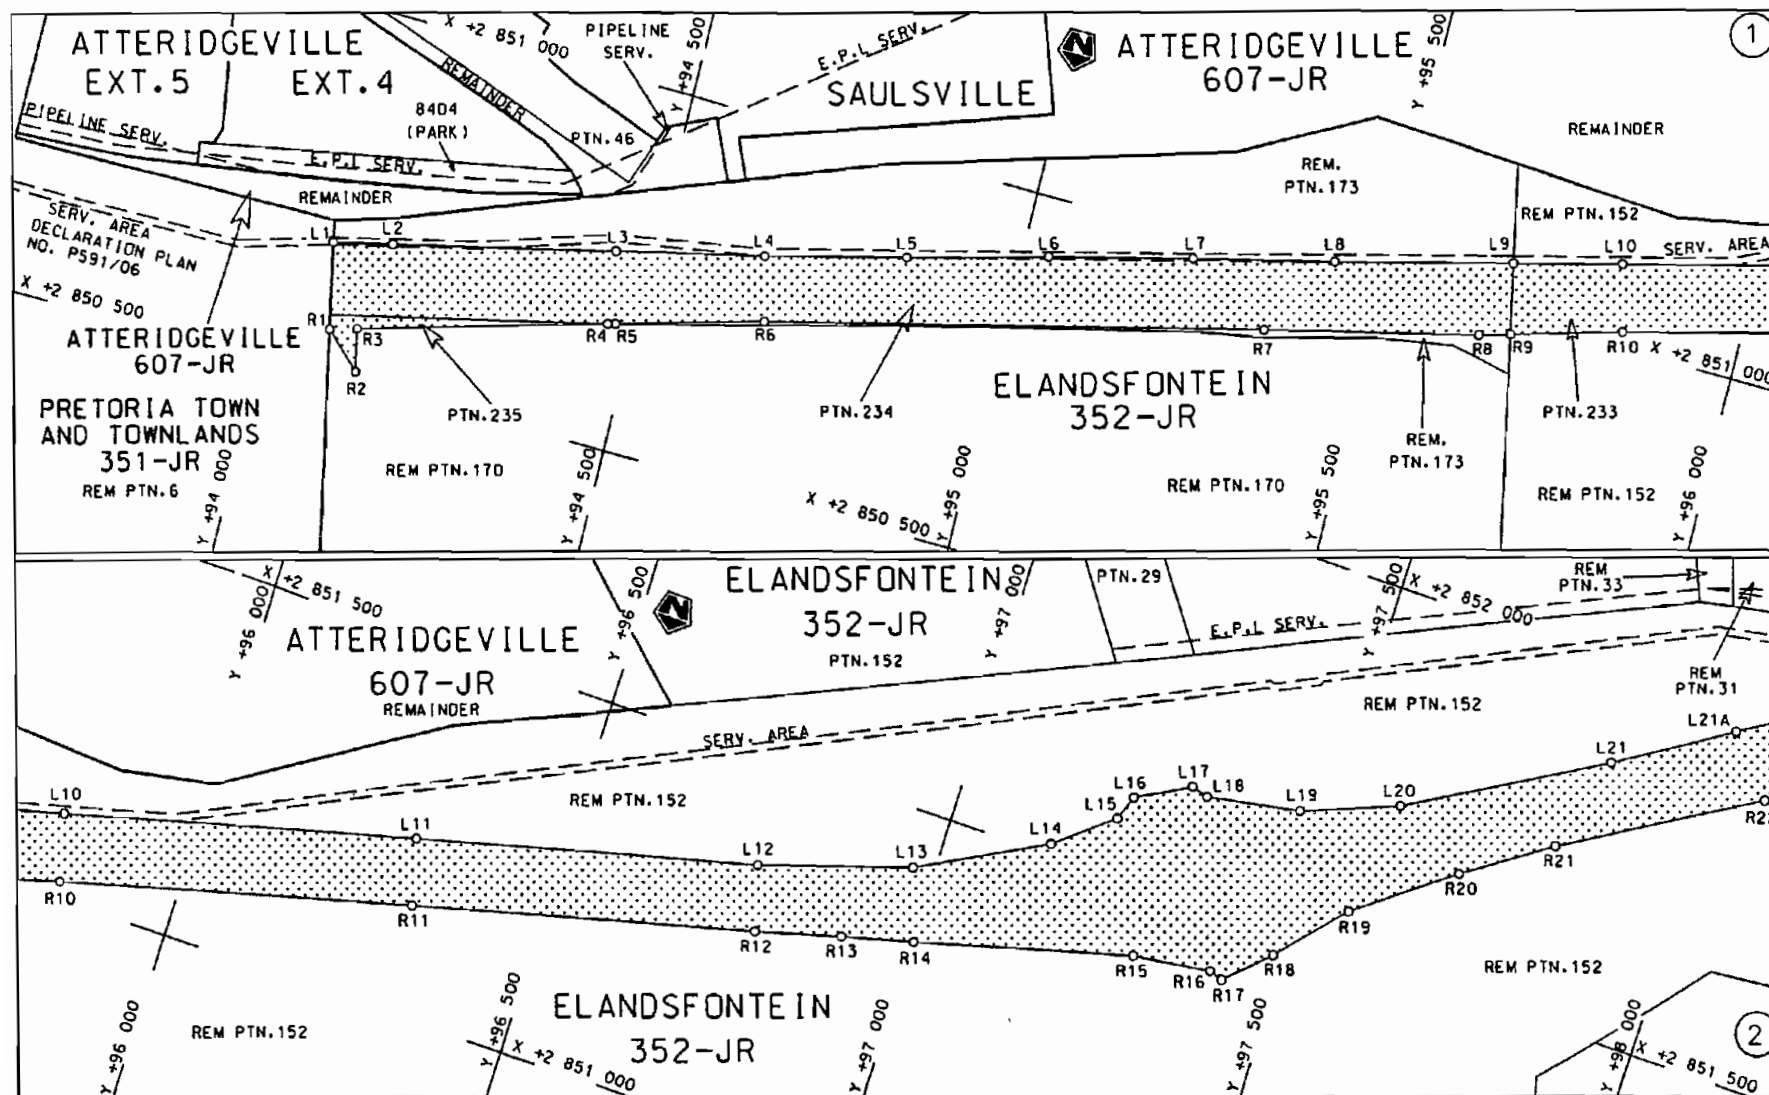 ATTERIDGEVILLE
EXT.5
EXT.4
X +2 851 000
PIPELINE
SERV.
Y +94 500
E.P.L SERV.
SAULSVILLE
ATTERIDGEVILLE
607-JR
Y +95 500
1
REMAINDER
8404
(PARK)
PTN.46
PIPELINE SERV.
E.P.L SERV.
REMAINDER
REMAINDER
REM.
PTN.173
REM PTN.152
SERV. AREA
DECLARATION PLAN
NO. P591/06
X +2 850 500
L1
L2
L3
L4
L5
L6
L7
L8
L9
L10
SERV. AREA
R1
R2
R3
R4
R5
R6
R7
R8
R9
R10
X +2 851 000
ATTERIDGEVILLE
607-JR
PRETORIA TOWN
AND TOWNLANDS
351-JR
REM PTN.6
Y +94 000
PTN.235
REM PTN.170
Y +94 500
PTN.234
ELANDSFONTEIN
352-JR
X +2 850 500
Y +95 000
REM PTN.170
REM.
PTN.173
Y +95 500
PTN.233
REM PTN.152
Y +96 000
X +2 851 500
Y +96 000
ATTERIDGEVILLE
607-JR
REMAINDER
Y +96 500
ELANDSFONTEIN
352-JR
PTN.152
Y +97 000
PTN.29
E.P.L SERV.
Y +97 500
X +2 852 000
REM
PTN.33
REM
PTN.31
REM PTN.152
SERV. AREA
REM PTN.152
L10
L11
L12
L13
L14
L15
L16
L17
L18
L19
L20
L21
L21A
R10
R11
R12
R13
R14
R15
R16
R17
R18
R19
R20
R21
REM PTN.152
REM PTN.152
Y +96 000
Y +96 500
X +2 851 000
ELANDSFONTEIN
352-JR
Y +97 000
Y +97 500
Y +98 000
X +2 851 500
2